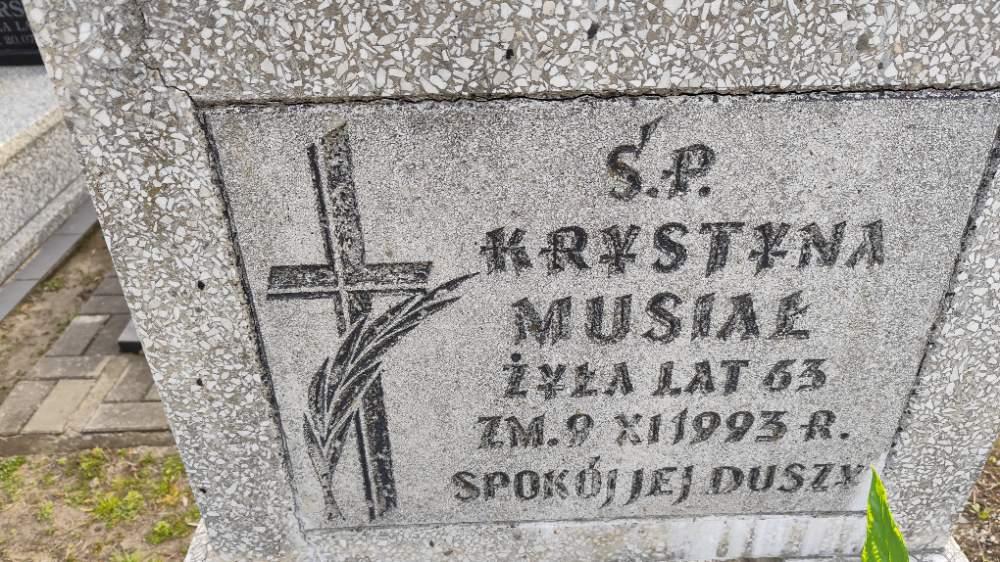 Ś.P.
KRYSTYNA
MUSIAŁ
ŻYŁA LAT 63
ZM. 9 XI 1993 R.
SPOKÓJ JEJ DUSZY